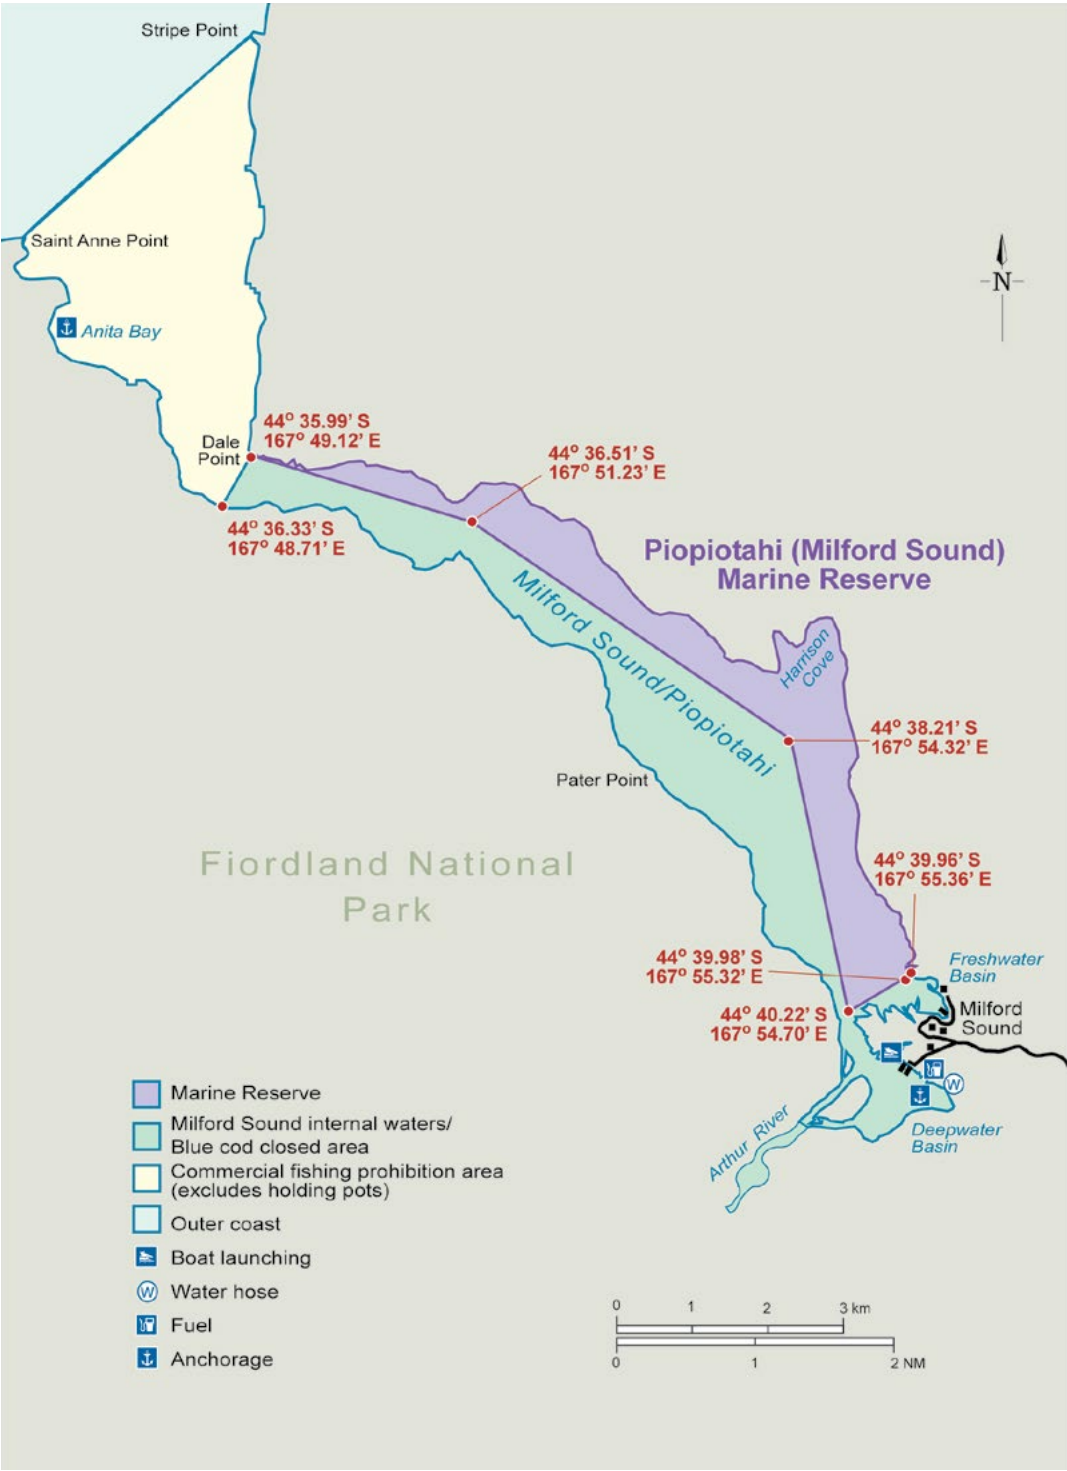 Stripe Point
Saint Anne Point
N
Anita Bay
44° 35.99' S
167° 49.12' E
Dale
Point
44° 36.51' S
167° 51.23' E
44° 36.33' S
167° 48.71' E
Piopiotahi (Milford Sound)
Marine Reserve
Milford Sound/Piopiotahi
Harrison
Cove
44° 38.21' S
167° 54.32' E
Pater Point
Fiordland National
Park
44° 39.96' S
167° 55.36' E
44° 39.98' S
167° 55.32' E
Freshwater
Basin
Milford
Sound
44° 40.22' S
167° 54.70' E
W
Deepwater
Basin
Arthur River
Marine Reserve
Milford Sound internal waters/
Blue cod closed area
Commercial fishing prohibition area
(excludes holding pots)
Outer coast
Boat launching
W Water hose
Fuel
Anchorage
0 1 2 3 km
0 1 2 NM